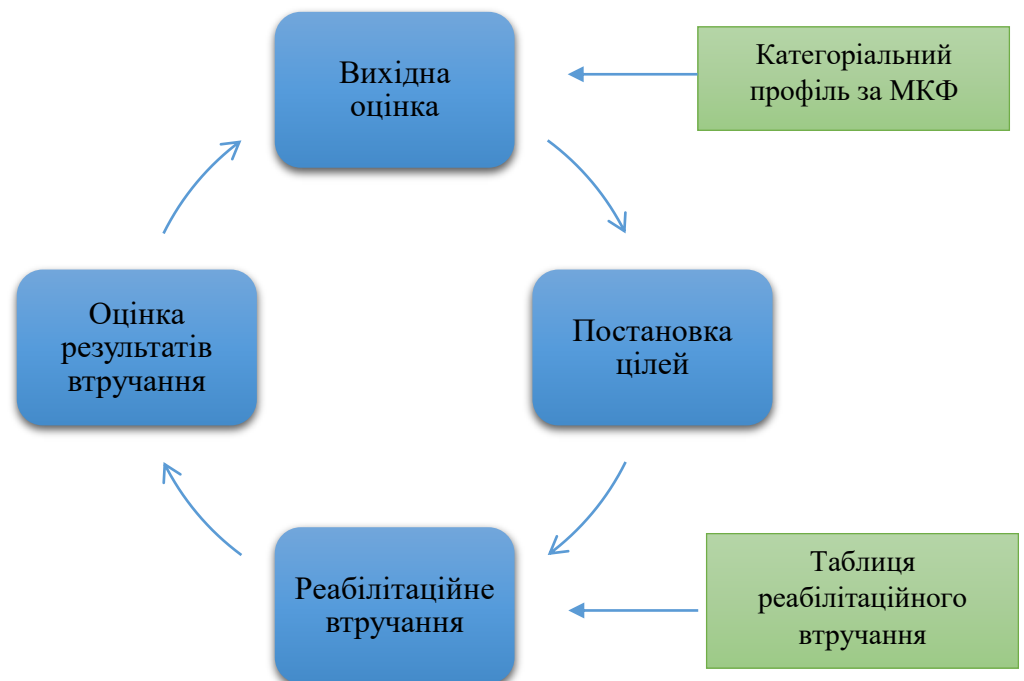 Вихідна
оцінка
Категоріальний
профіль за МКФ
Оцінка
результатів
втручання
Постановка
цілей
Реабілітаційне
втручання
Таблиця
реабілітаційного
втручання